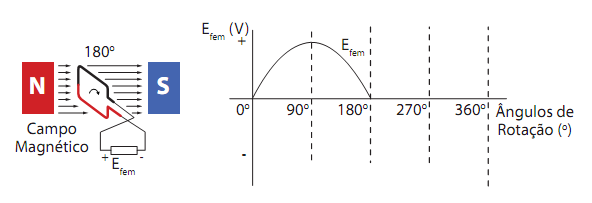 180º
N
S
Campo
Magnético
+ -
Efem
Efem (V)
+
Efem
0º 90º 180º 270º 360º
Ângulos de
Rotação (º)
-